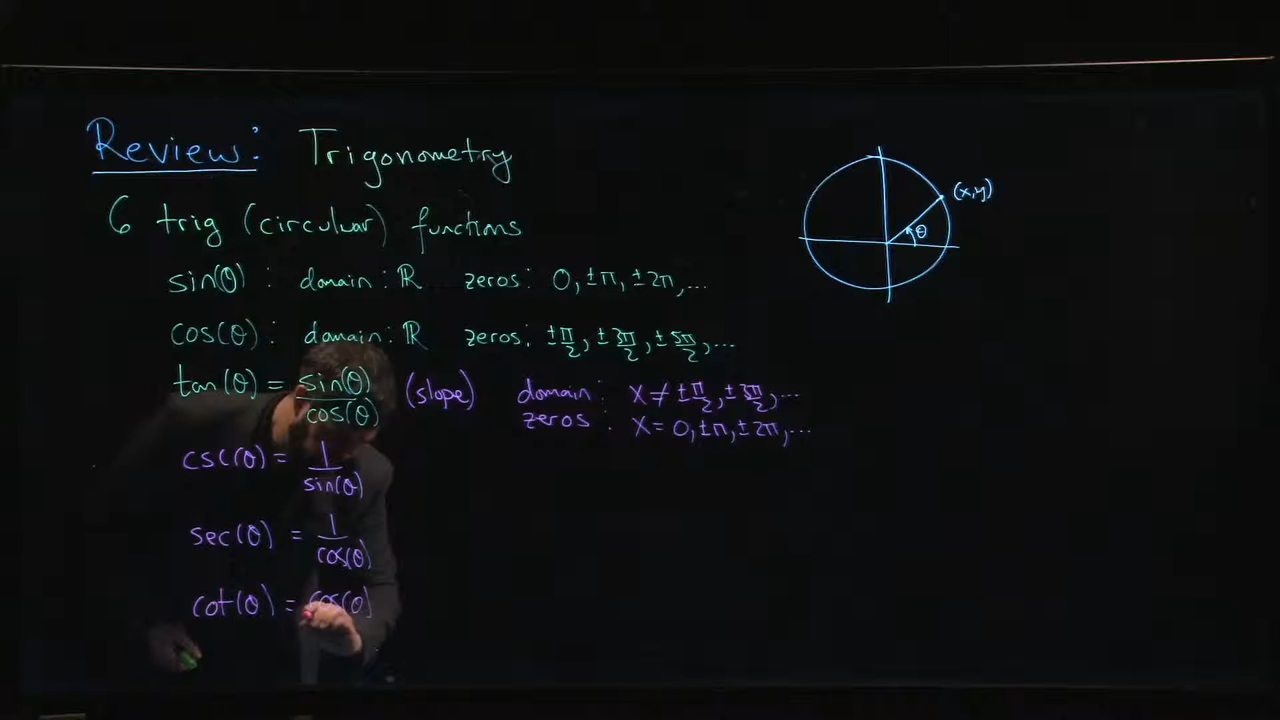 Review: Trigonometry
6 trig (circular) functions
sin(θ): domain: ℝ zeros: 0, ±π, ±2π, ...
cos(θ): domain: ℝ zeros: ±π/2, ±3π/2, ±5π/2, ...
tan(θ) = sin(θ)/cos(θ) (slope) domain: x ≠ ±π/2, ±3π/2, ...
zeros: x = 0, ±π, ±2π, ...
csc(θ) = 1/sin(θ)
sec(θ) = 1/cos(θ)
cot(θ) = cos(θ)
(x,y)
θ